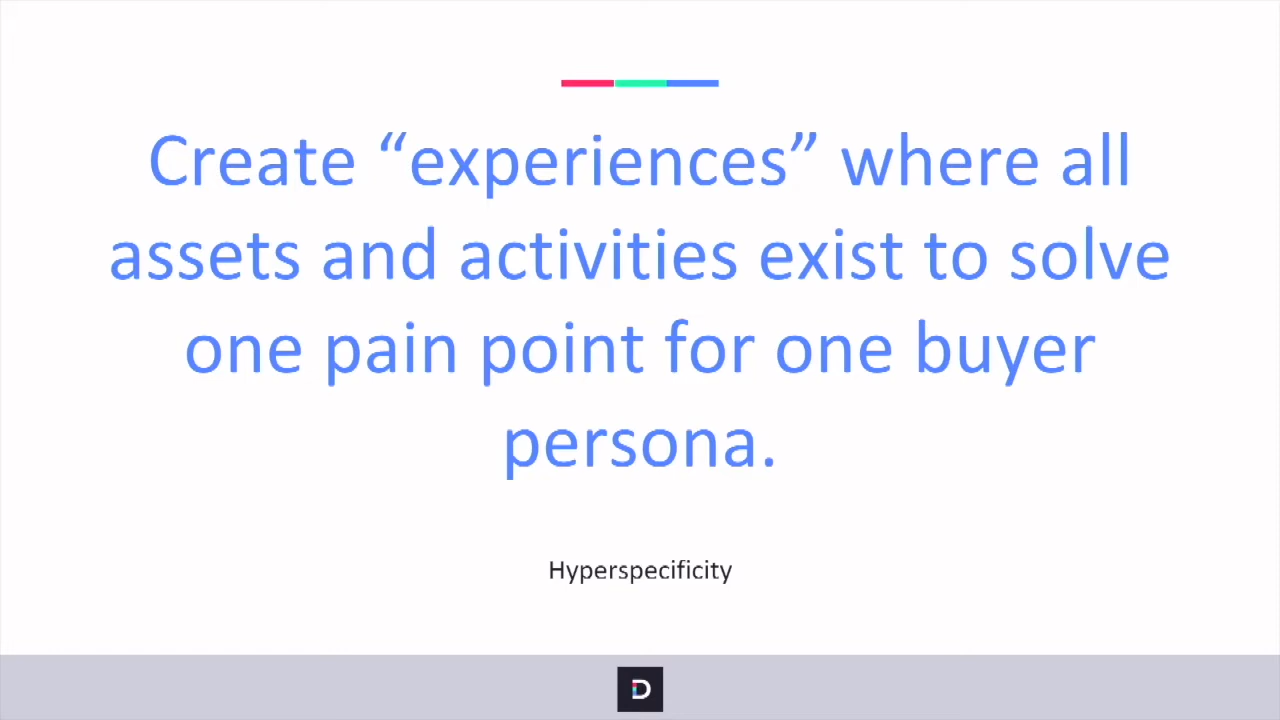 Create “experiences” where all
assets and activities exist to solve
one pain point for one buyer
persona.
Hyperspecificity
D